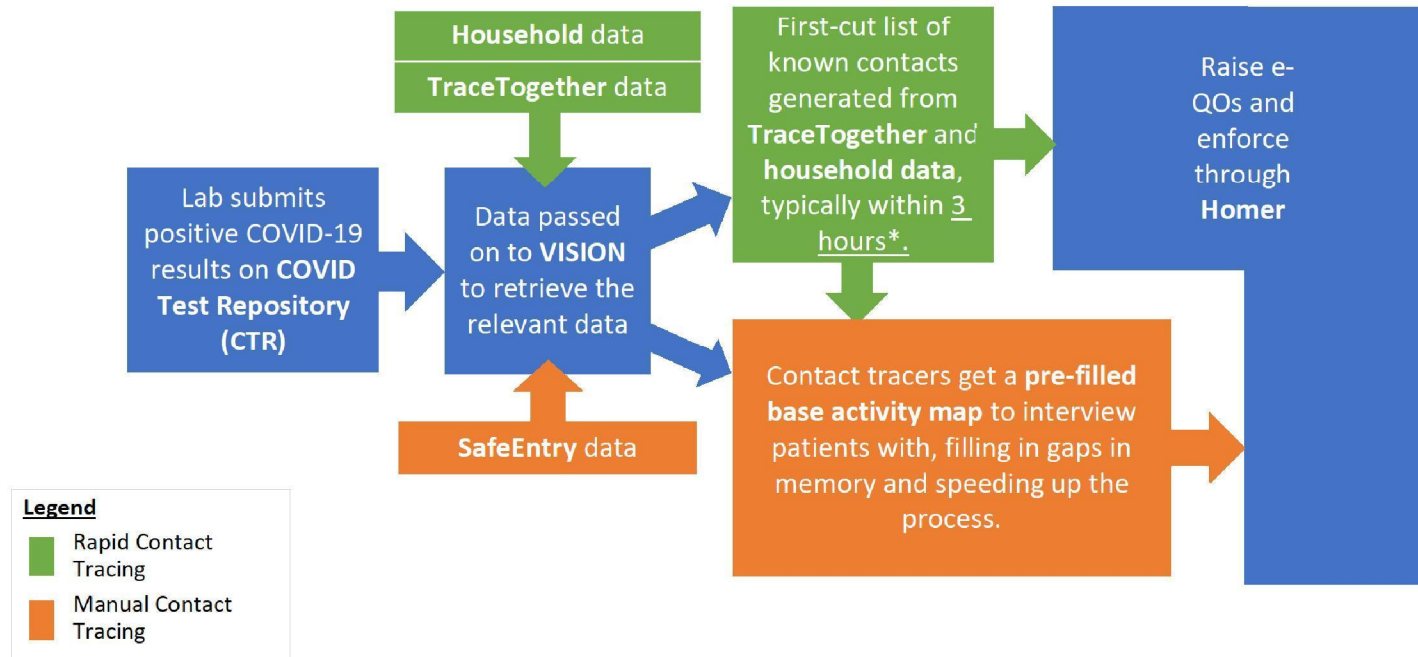 Household data
TraceTogether data
Lab submits
positive COVID-19
results on COVID
Test Repository
(CTR)
Data passed
on to VISION
to retrieve the
relevant data
SafeEntry data
First-cut list of
known contacts
generated from
TraceTogether and
household data,
typically within 3
hours*.
Contact tracers get a pre-filled
base activity map to interview
patients with, filling in gaps in
memory and speeding up the
process.
Raise e-
QOs and
enforce
through
Homer
Legend
Rapid Contact
Tracing
Manual Contact
Tracing